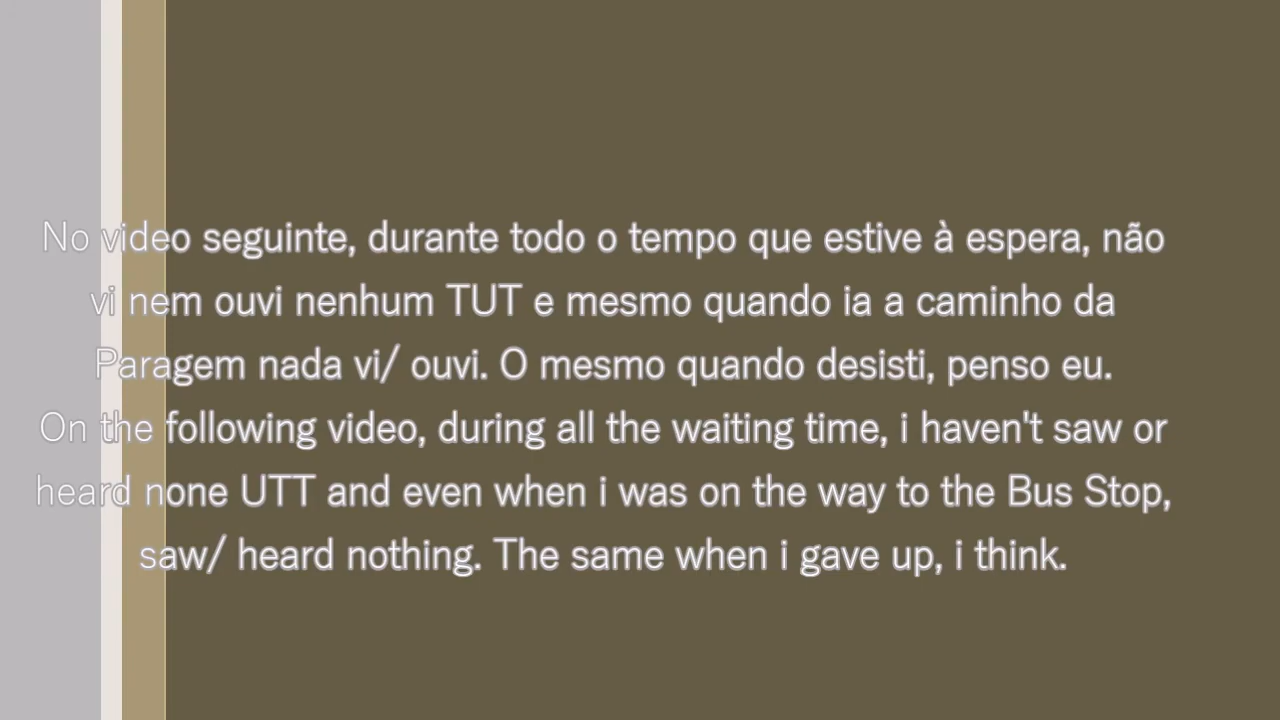 No video seguinte, durante todo o tempo que estive à espera, não
vi nem ouvi nenhum TUT e mesmo quando ia a caminho da
Paragem nada vi/ ouvi. O mesmo quando desisti, penso eu.
On the following video, during all the waiting time, i haven't saw or
heard none UTT and even when i was on the way to the Bus Stop,
saw/ heard nothing. The same when i gave up, i think.